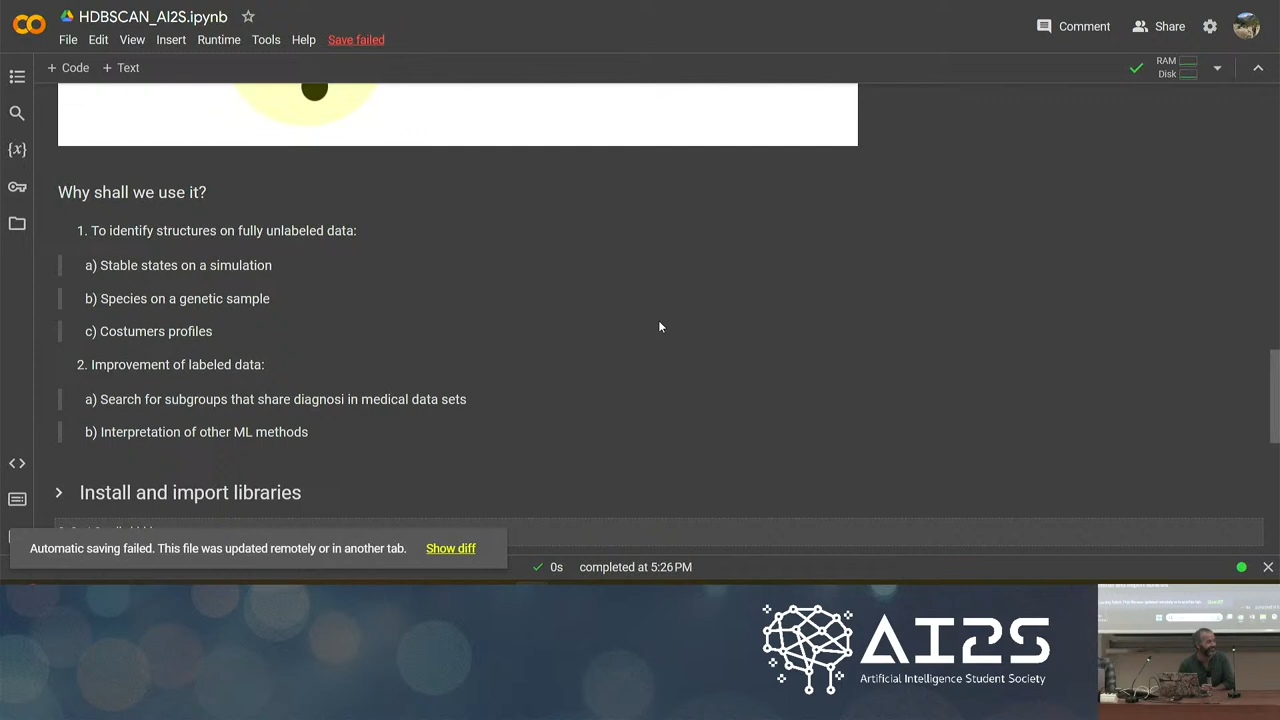 HDBSCAN_AI2S.ipynb
Comment
Share
File Edit View Insert Runtime Tools Help Save failed
+ Code + Text
RAM
Disk
Why shall we use it?
1. To identify structures on fully unlabeled data:
a) Stable states on a simulation
b) Species on a genetic sample
c) Costumers profiles
2. Improvement of labeled data:
a) Search for subgroups that share diagnosi in medical data sets
b) Interpretation of other ML methods
Install and import libraries
Automatic saving failed. This file was updated remotely or in another tab. Show diff
0s completed at 5:26 PM
AI2S
Artificial Intelligence Student Society